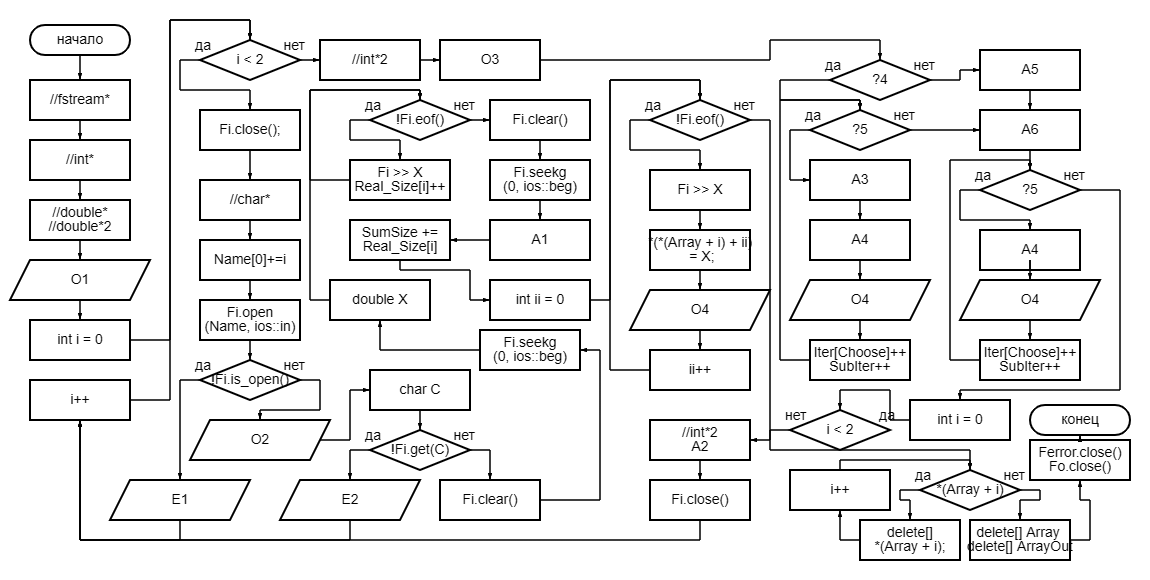 начало
//fstream*
//int*
//double*
//double*2
O1
int i = 0
i++
да
i < 2
нет
Fi.close();
//char*
Name[0]+=i
Fi.open
(Name, ios::in)
да
!Fi.is_open()
нет
O2
E1
//int*2
O3
да
!Fi.eof()
нет
Fi >> X
Real_Size[i]++
Fi.clear()
Fi.seekg
(0, ios::beg)
A1
SumSize +=
Real_Size[i]
double X
int ii = 0
Fi.seekg
(0, ios::beg)
char C
да
!Fi.get(C)
нет
E2
Fi.clear()
да
!Fi.eof()
нет
Fi >> X
*(*(Array + i) + ii)
= X;
O4
ii++
//int*2
A2
Fi.close()
да
?4
нет
да
?5
нет
A3
A4
O4
Iter[Choose]++
SubIter++
A5
A6
да
?5
нет
A4
O4
Iter[Choose]++
SubIter++
int i = 0
нет
i < 2
да
i++
да
*(Array + i)
нет
delete[]
*(Array + i);
delete[] Array
delete[] ArrayOut
Ferror.close()
Fo.close()
конец